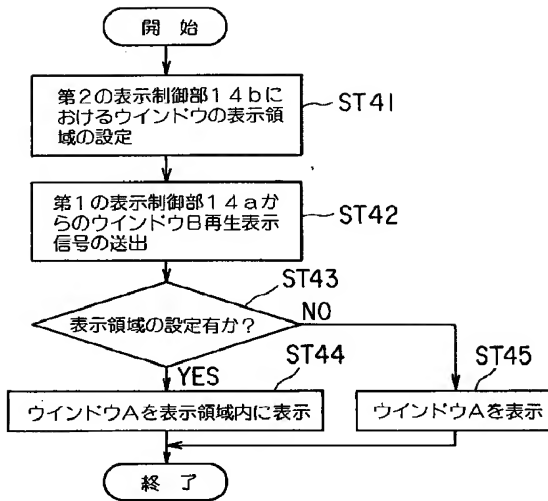 開 始
第2の表示制御部14bに
おけるウインドウの表示領
域の設定
ST41
第1の表示制御部14aか
らのウインドウB再生表示
信号の送出
ST42
ST43
表示領域の設定有か?
NO
YES
ST44
ST45
ウインドウAを表示領域内に表示
ウインドウAを表示
終 了